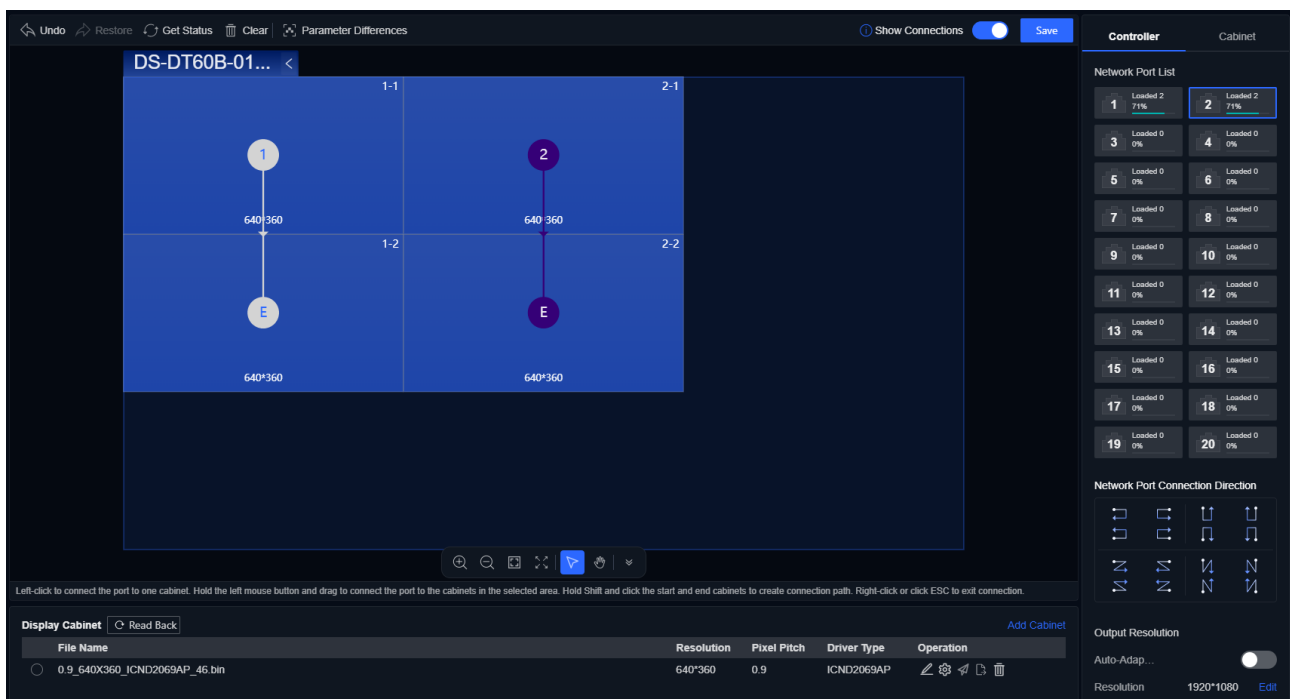 Undo Restore Get Status Clear Parameter Differences Show Connections Save
DS-DT60B-01... <
1-1 2-1
1 2
640*360 640*360
1-2 2-2
E E
640*360 640*360
Left-click to connect the port to one cabinet. Hold the left mouse button and drag to connect the port to the cabinets in the selected area. Hold Shift and click the start and end cabinets to create connection path. Right-click or click ESC to exit connection.
Display Cabinet Read Back Add Cabinet
File Name Resolution Pixel Pitch Driver Type Operation
0.9_640X360_ICND2069AP_46.bin 640*360 0.9 ICND2069AP
Controller Cabinet
Network Port List
1 Loaded 2 71% 2 Loaded 2 71%
3 Loaded 0 0% 4 Loaded 0 0%
5 Loaded 0 0% 6 Loaded 0 0%
7 Loaded 0 0% 8 Loaded 0 0%
9 Loaded 0 0% 10 Loaded 0 0%
11 Loaded 0 0% 12 Loaded 0 0%
13 Loaded 0 0% 14 Loaded 0 0%
15 Loaded 0 0% 16 Loaded 0 0%
17 Loaded 0 0% 18 Loaded 0 0%
19 Loaded 0 0% 20 Loaded 0 0%
Network Port Connection Direction
Output Resolution
Auto-Adap...
Resolution 1920*1080 Edit